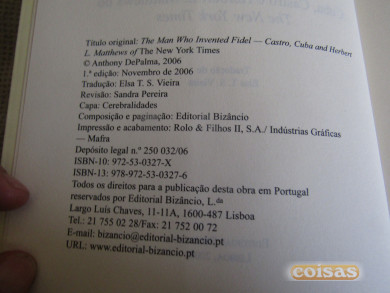 Título original: The Man Who Invented Fidel — Castro, Cuba and Herbert
L. Matthews of The New York Times
© Anthony DePalma, 2006
1.ª edição: Novembro de 2006
Tradução: Elsa T. S. Vieira
Revisão: Sandra Pereira
Capa: Cerebralidades
Composição e paginação: Editorial Bizâncio
Impressão e acabamento: Rolo & Filhos II, S.A./ Indústrias Gráficas
— Mafra
Depósito legal n.º 250 032/06
ISBN-10: 972-53-0327-X
ISBN-13: 978-972-53-0327-6
Todos os direitos para a publicação desta obra em Portugal
reservados por Editorial Bizâncio, L.da
Largo Luís Chaves, 11-11A, 1600-487 Lisboa
Tel.: 21 755 02 28/Fax: 21 752 00 72
E-mail: bizancio@editorial-bizancio.pt
URL: www.editorial-bizancio.pt
coisas